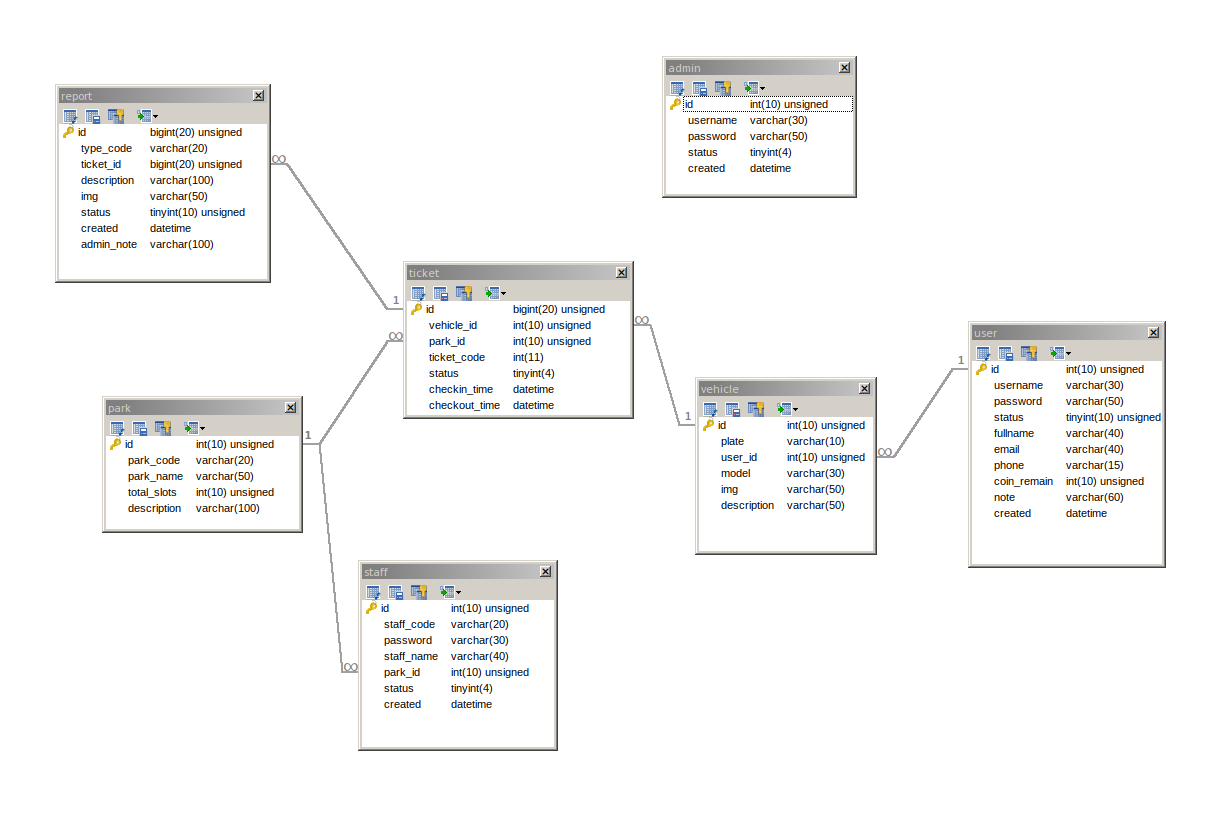 admin
id int(10) unsigned
username varchar(30)
password varchar(50)
status tinyint(4)
created datetime
report
id bigint(20) unsigned
type_code varchar(20)
ticket_id bigint(20) unsigned
description varchar(100)
img varchar(50)
status tinyint(10) unsigned
created datetime
admin_note varchar(100)
∞
1
ticket
id bigint(20) unsigned
vehicle_id int(10) unsigned
park_id int(10) unsigned
ticket_code int(11)
status tinyint(4)
checkin_time datetime
checkout_time datetime
∞
∞
1
user
id int(10) unsigned
username varchar(30)
password varchar(50)
status tinyint(10) unsigned
fullname varchar(40)
email varchar(40)
phone varchar(15)
coin_remain int(10) unsigned
note varchar(60)
created datetime
1
∞
vehicle
id int(10) unsigned
plate varchar(10)
user_id int(10) unsigned
model varchar(30)
img varchar(50)
description varchar(50)
park
id int(10) unsigned
park_code varchar(20)
park_name varchar(50)
total_slots int(10) unsigned
description varchar(100)
1
∞
staff
id int(10) unsigned
staff_code varchar(20)
password varchar(30)
staff_name varchar(40)
park_id int(10) unsigned
status tinyint(4)
created datetime